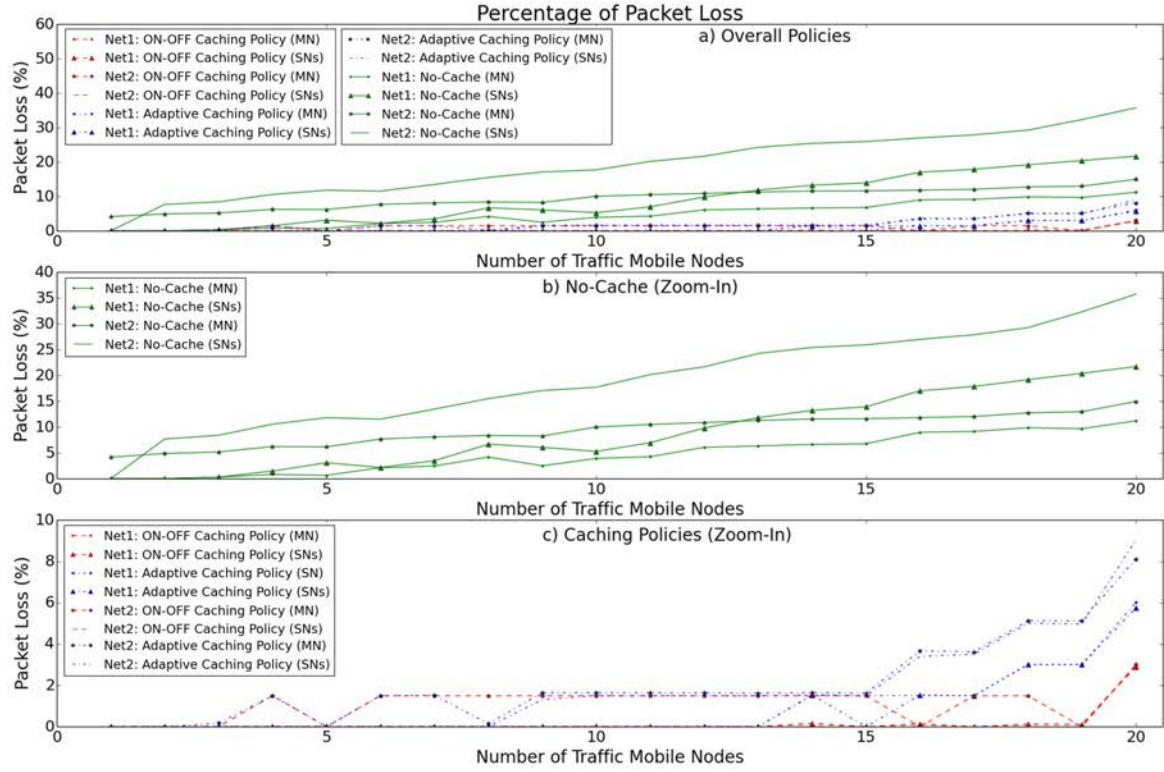 Percentage of Packet Loss
a) Overall Policies
Packet Loss (%)
60
50
40
30
20
10
0
Net1: ON-OFF Caching Policy (MN)
Net1: ON-OFF Caching Policy (SNs)
Net2: ON-OFF Caching Policy (MN)
Net2: ON-OFF Caching Policy (SNs)
Net1: Adaptive Caching Policy (MN)
Net1: Adaptive Caching Policy (SNs)
Net2: Adaptive Caching Policy (MN)
Net2: Adaptive Caching Policy (SNs)
Net1: No-Cache (MN)
Net1: No-Cache (SNs)
Net2: No-Cache (MN)
Net2: No-Cache (SNs)
0 5 10 15 20
Number of Traffic Mobile Nodes
b) No-Cache (Zoom-In)
Packet Loss (%)
40
35
30
25
20
15
10
5
0
Net1: No-Cache (MN)
Net1: No-Cache (SNs)
Net2: No-Cache (MN)
Net2: No-Cache (SNs)
0 5 10 15 20
Number of Traffic Mobile Nodes
c) Caching Policies (Zoom-In)
Packet Loss (%)
10
8
6
4
2
0
Net1: ON-OFF Caching Policy (MN)
Net1: ON-OFF Caching Policy (SNs)
Net1: Adaptive Caching Policy (SN)
Net1: Adaptive Caching Policy (SNs)
Net2: ON-OFF Caching Policy (MN)
Net2: ON-OFF Caching Policy (SNs)
Net2: Adaptive Caching Policy (MN)
Net2: Adaptive Caching Policy (SNs)
0 5 10 15 20
Number of Traffic Mobile Nodes